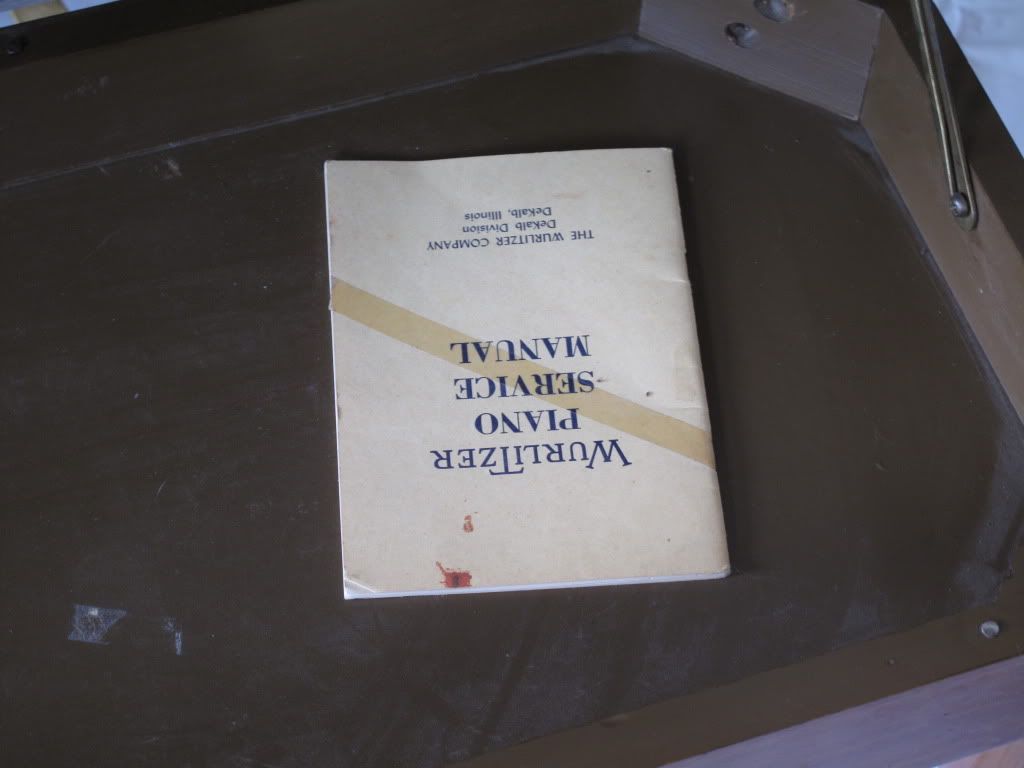 WURLITZER
PIANO
SERVICE
MANUAL
THE WURLITZER COMPANY
DeKalb Division
DeKalb, Illinois